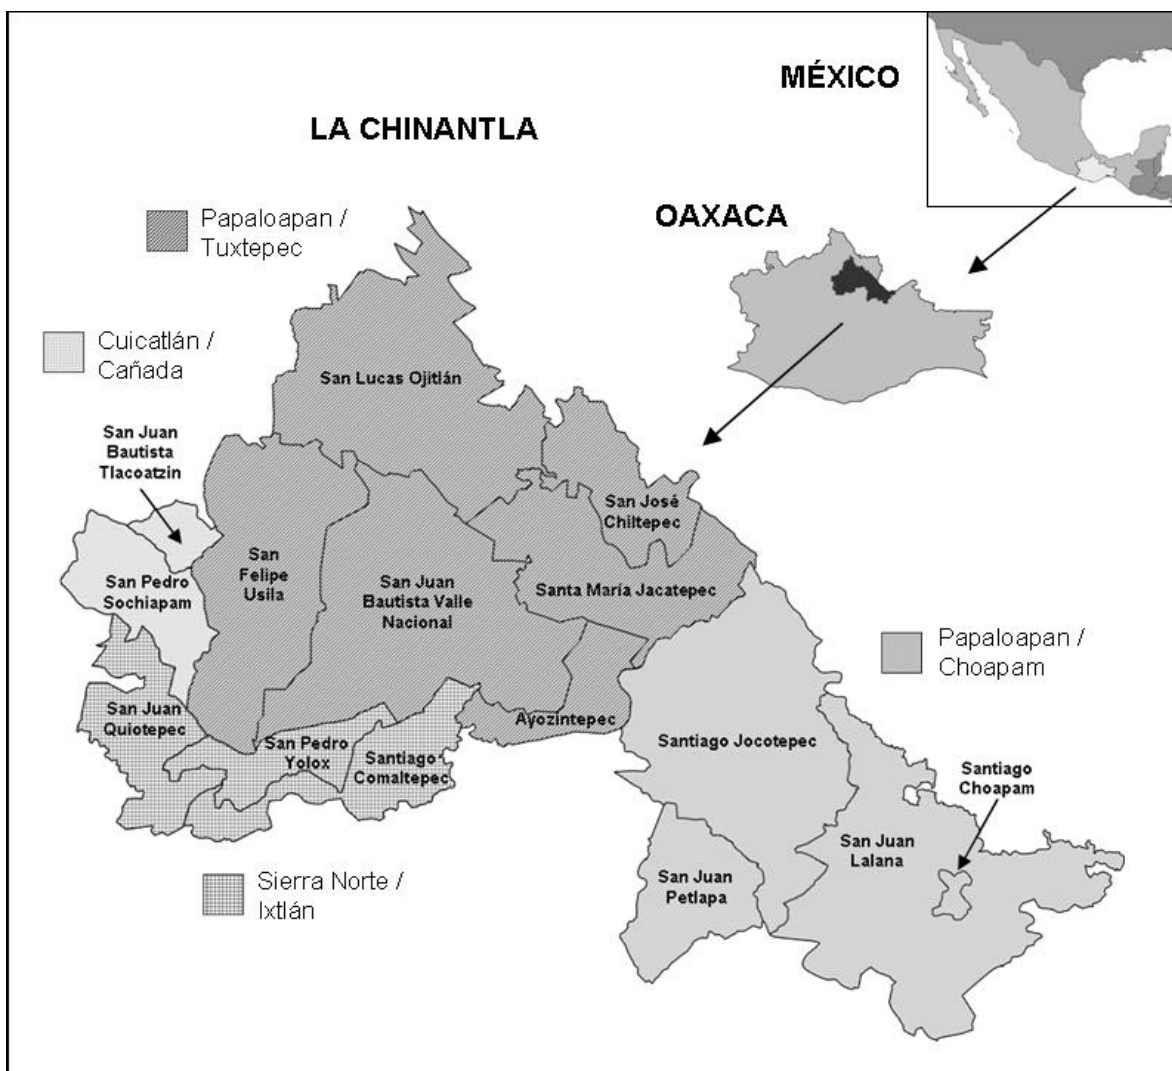 MÉXICO
LA CHINANTLA
OAXACA
Papaloapan /
Tuxtepec
Cuicatlán /
Cañada
San Lucas Ojitlán
San Juan
Bautista
Tlacoatzin
San José
Chiltepec
San
Felipe
Usila
San Pedro
Sochiapam
San Juan
Bautista Valle
Nacional
Santa María Jacatepec
Papaloapan /
Choapam
San Juan
Quiotepec
San Pedro
Yolox
Ayozintepec
Santiago
Comaltepec
Santiago Jocotepec
Santiago
Choapam
San Juan
Lalana
San Juan
Petlapa
Sierra Norte /
Ixtlán